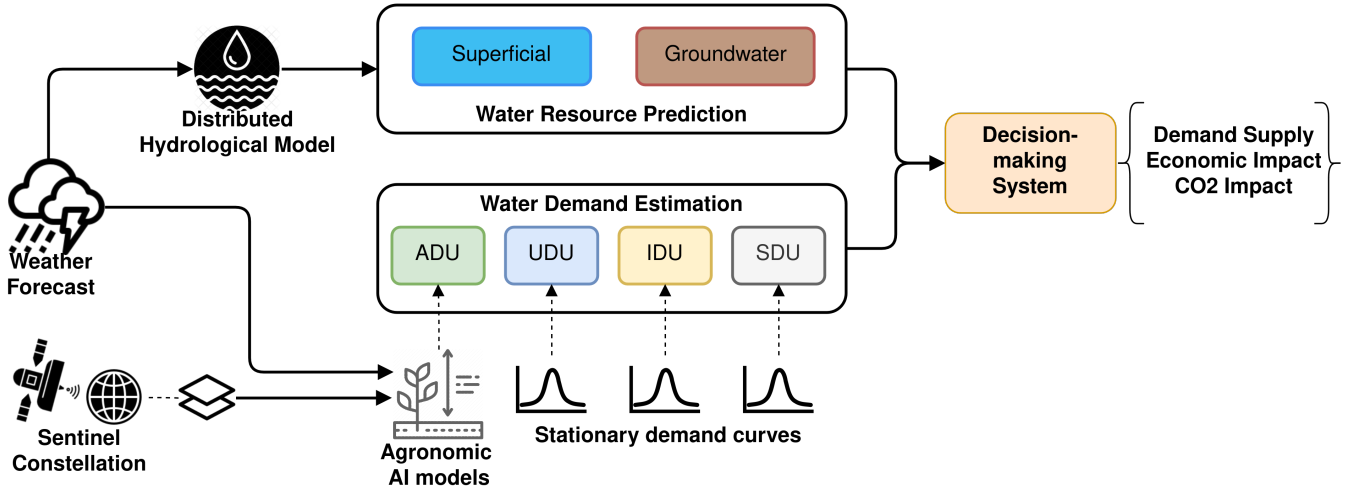 Superficial
Groundwater
Water Resource Prediction
Distributed
Hydrological Model
Decision-
making
System
Demand Supply
Economic Impact
CO2 Impact
Water Demand Estimation
ADU
UDU
IDU
SDU
Weather
Forecast
Sentinel
Constellation
Agronomic
AI models
Stationary demand curves